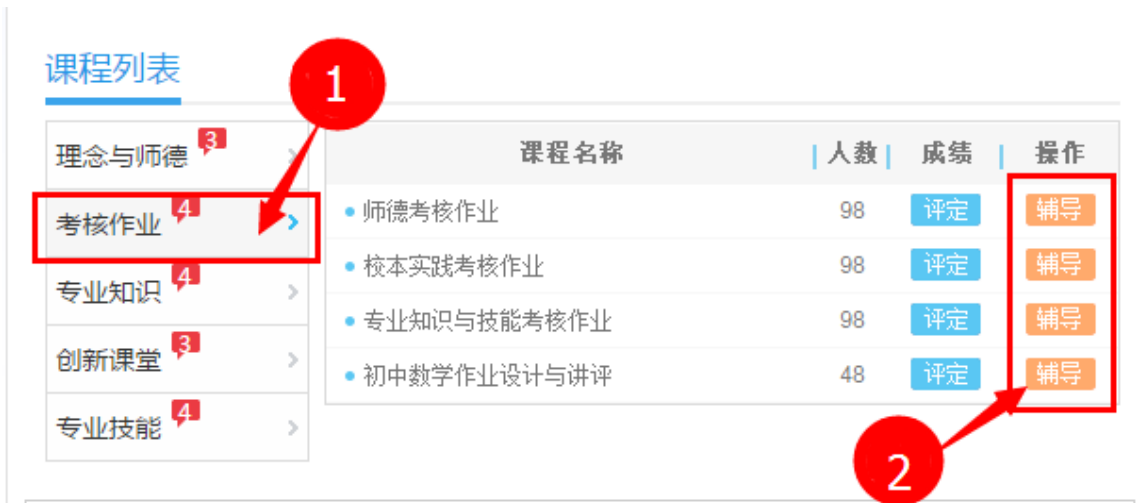 课程列表
1
理念与师德 3
考核作业 4
专业知识 4
创新课堂 3
专业技能 4
课程名称 人数 成绩 操作
师德考核作业 98 评定 辅导
校本实践考核作业 98 评定 辅导
专业知识与技能考核作业 98 评定 辅导
初中数学作业设计与讲评 48 评定 辅导
2